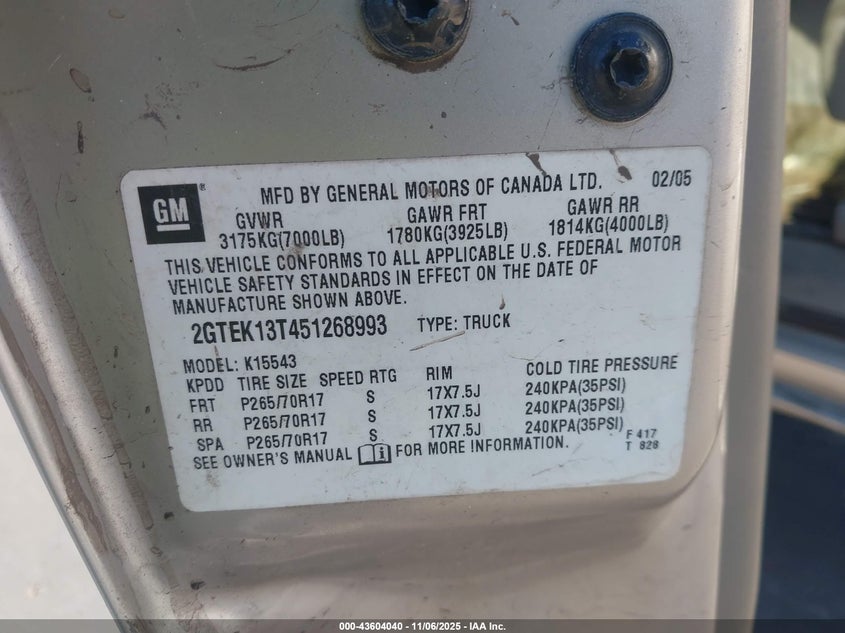 GM®
MFD BY GENERAL MOTORS OF CANADA LTD. 02/05
GVWR GAWR FRT GAWR RR
3175KG(7000LB) 1780KG(3925LB) 1814KG(4000LB)
THIS VEHICLE CONFORMS TO ALL APPLICABLE U.S. FEDERAL MOTOR
VEHICLE SAFETY STANDARDS IN EFFECT ON THE DATE OF
MANUFACTURE SHOWN ABOVE.
2GTEK13T451268993 TYPE: TRUCK
MODEL: K15543
KPDD TIRE SIZE SPEED RTG RIM COLD TIRE PRESSURE
FRT P265/70R17 S 17X7.5J 240KPA(35PSI)
RR P265/70R17 S 17X7.5J 240KPA(35PSI)
SPA P265/70R17 S 17X7.5J 240KPA(35PSI)
SEE OWNER'S MANUAL i FOR MORE INFORMATION.
F 417
T 828
000-43604040 | 11/06/2025 | IAA Inc.